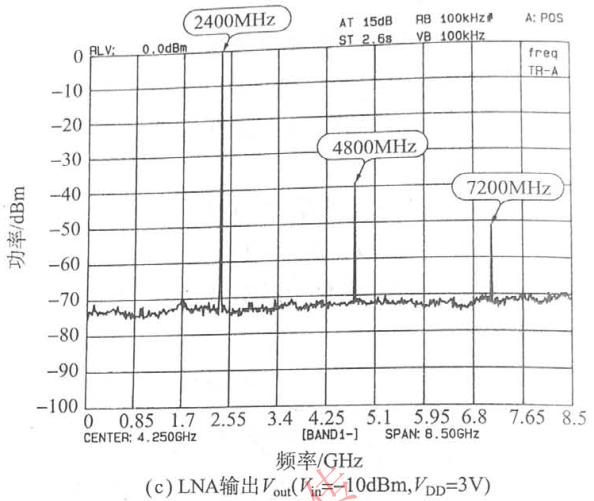 2400MHz
AT 15dB RB 100kHz# A: POS
RLV: 0.0dBm ST 2.6s VB 100kHz
freq
TR-A
0
-10
-20
-30
-40
-50
-60
-70
-80
-90
-100
4800MHz
7200MHz
功率/dBm
0 0.85 1.7 2.55 3.4 4.25 5.1 5.95 6.8 7.65 8.5
CENTER: 4.250GHz [BAND1-] SPAN: 8.50GHz
频率/GHz
(c) LNA输出Vout(Vin=-10dBm,VDD=3V)